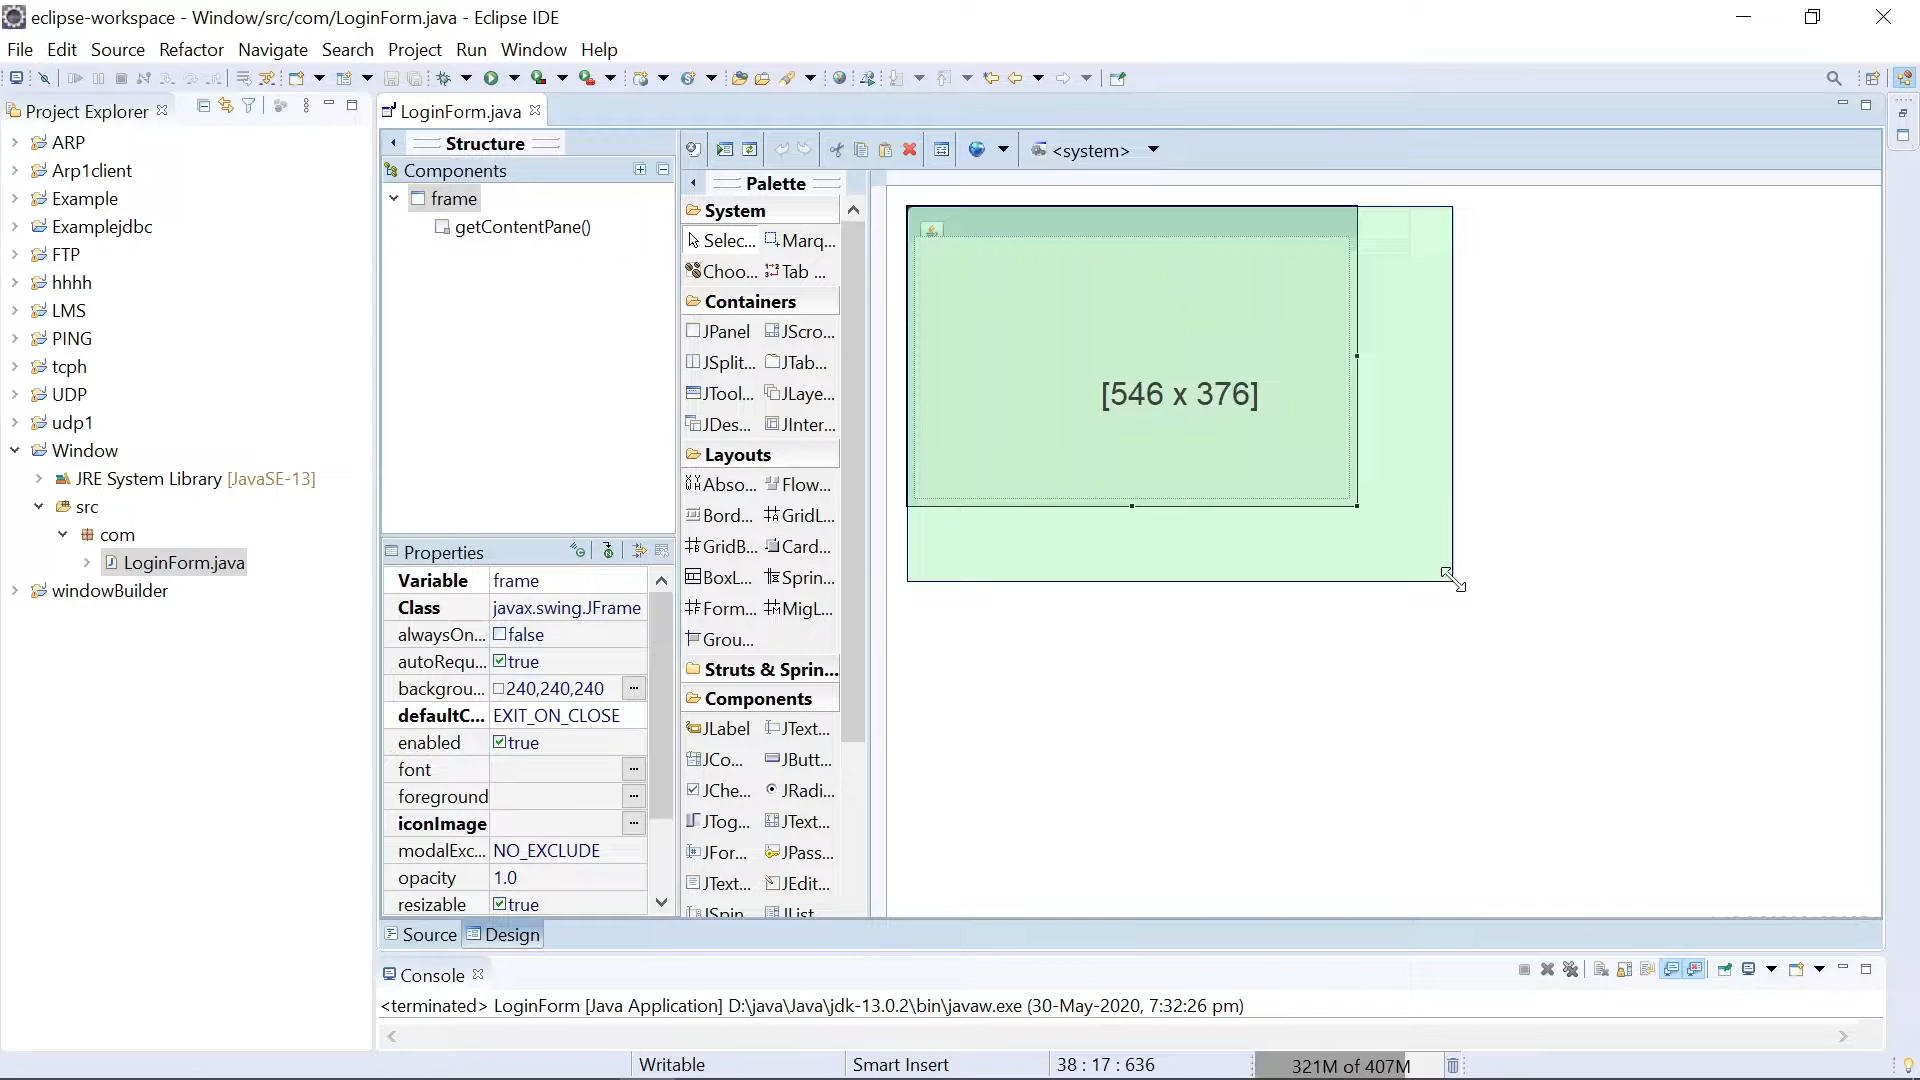 eclipse-workspace - Window/src/com/LoginForm.java - Eclipse IDE
File Edit Source Refactor Navigate Search Project Run Window Help
Project Explorer
ARP
Arp1client
Example
Examplejdbc
FTP
hhhh
LMS
PING
tcph
UDP
udp1
Window
JRE System Library [JavaSE-13]
src
com
LoginForm.java
windowBuilder
LoginForm.java
Structure
Components
frame
getContentPane()
Properties
Variable frame
Class javax.swing.JFrame
alwaysOn... false
autoRequ... true
backgrou... 240,240,240 ...
defaultC... EXIT_ON_CLOSE
enabled true
font ...
foreground ...
iconImage ...
modalExc... NO_EXCLUDE
opacity 1.0
resizable true
<system>
Palette
System
Selec... Marq...
Choo... Tab ...
Containers
JPanel JScro...
JSplit... JTab...
JTool... JLaye...
JDes... JInter...
Layouts
Abso... Flow...
Bord... GridL...
GridB... Card...
BoxL... Sprin...
Form... MigL...
Grou...
Struts & Sprin...
Components
JLabel JText...
JCo... JButt...
JChe... JRadi...
JTog... JText...
JFor... JPass...
JText... JEdit...
JSpin JList
[546 x 376]
Source Design
Console
<terminated> LoginForm [Java Application] D:\java\Java\jdk-13.0.2\bin\javaw.exe (30-May-2020, 7:32:26 pm)
Writable Smart Insert 38 : 17 : 636 321M of 407M